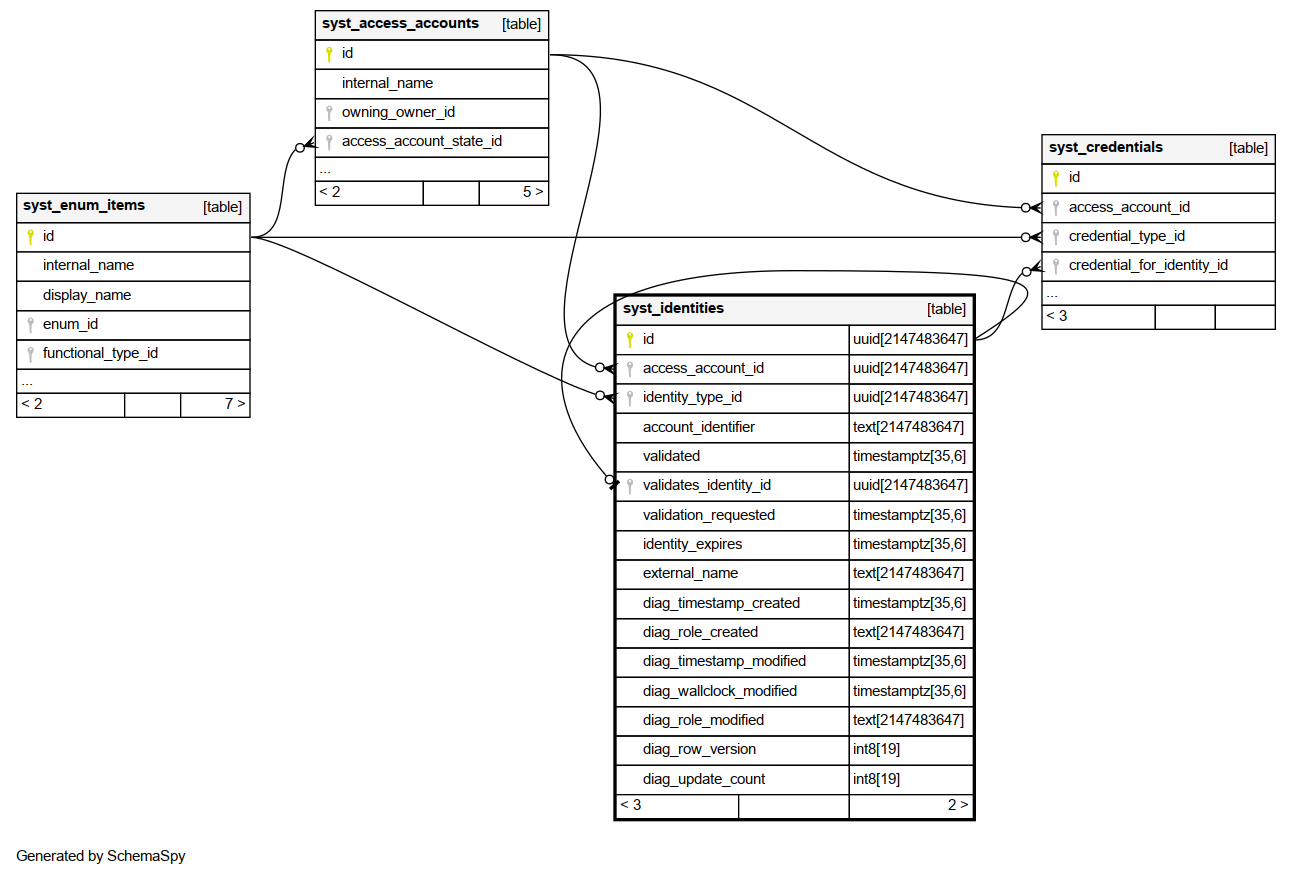 syst_access_accounts [table]
id
internal_name
owning_owner_id
access_account_state_id
...
< 2 5 >
syst_enum_items [table]
id
internal_name
display_name
enum_id
functional_type_id
...
< 2 7 >
syst_credentials [table]
id
access_account_id
credential_type_id
credential_for_identity_id
...
< 3
syst_identities [table]
id uuid[2147483647]
access_account_id uuid[2147483647]
identity_type_id uuid[2147483647]
account_identifier text[2147483647]
validated timestamptz[35,6]
validates_identity_id uuid[2147483647]
validation_requested timestamptz[35,6]
identity_expires timestamptz[35,6]
external_name text[2147483647]
diag_timestamp_created timestamptz[35,6]
diag_role_created text[2147483647]
diag_timestamp_modified timestamptz[35,6]
diag_wallclock_modified timestamptz[35,6]
diag_role_modified text[2147483647]
diag_row_version int8[19]
diag_update_count int8[19]
< 3 2 >
Generated by SchemaSpy